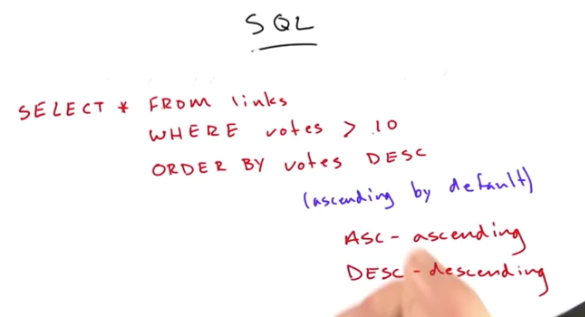 SQL
SELECT * FROM links
WHERE votes > 10
ORDER BY votes DESC
(ascending by default)
ASC - ascending
DESC - descending